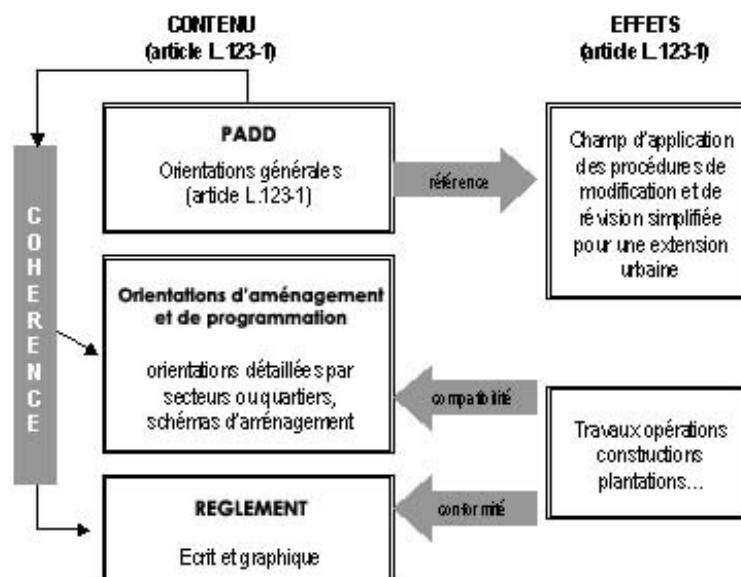 CONTENU
(article L.123-1)
EFFETS
(article L.123-1)
COHERENCE
PADD
Orientations générales
(article L.123-1)
référence
Champ d'application
des procédures de
modification et de
révision simplifiée
pour une extension
urbaine
Orientations d'aménagement
et de programmation
orientations détaillées par
secteurs ou quartiers,
schémas d'aménagement
compatibilité
Travaux opérations
constructions
plantations...
REGLEMENT
Ecrit et graphique
conformité